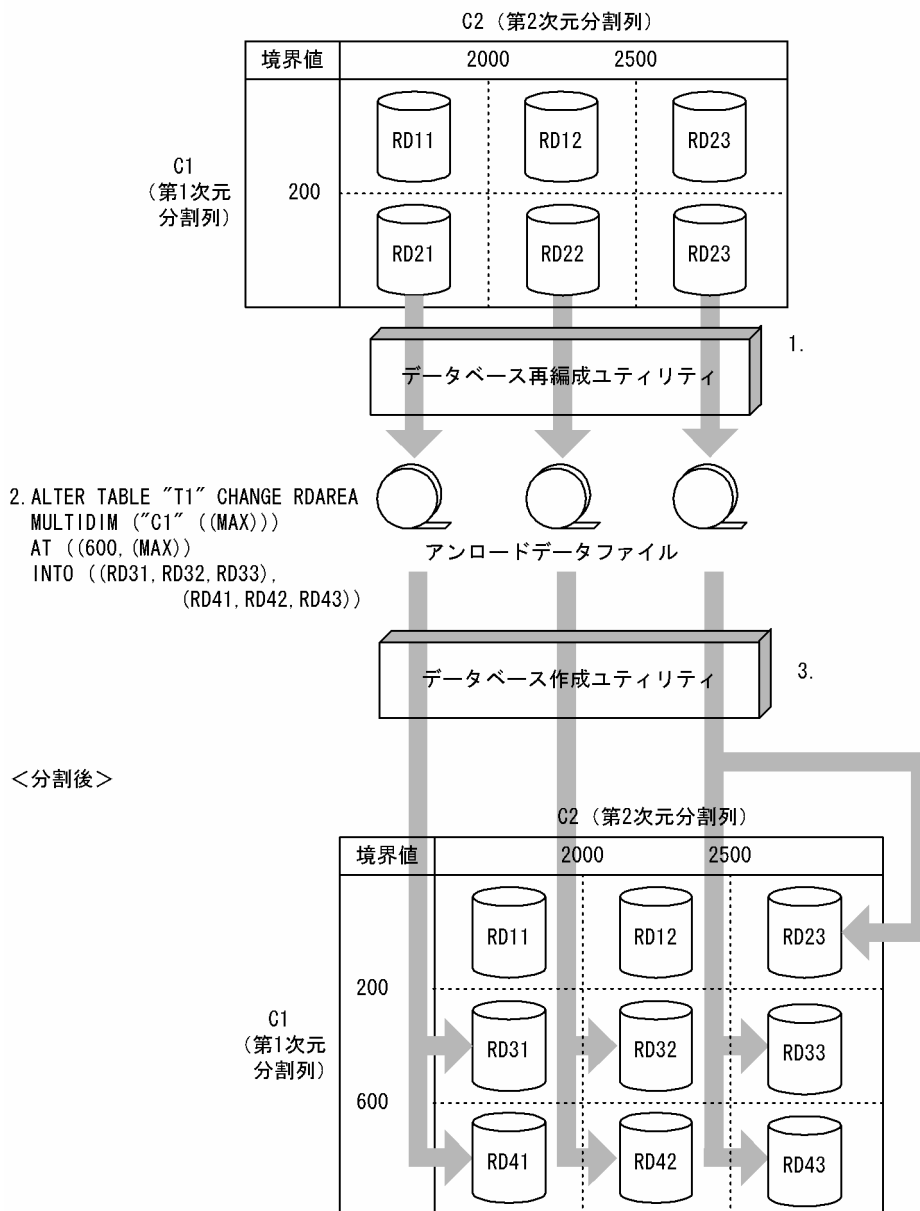 C2（第2次元分割列）
境界値 2000 2500
RD11 RD12 RD23
C1
（第1次元
分割列）
200
RD21 RD22 RD23
1.
データベース再編成ユティリティ
2. ALTER TABLE "T1" CHANGE RDAREA
MULTIDIM ("C1" ((MAX)))
AT ((600,(MAX))
INTO ((RD31,RD32,RD33),
(RD41,RD42,RD43))
アンロードデータファイル
データベース作成ユティリティ
3.
＜分割後＞
C2（第2次元分割列）
境界値 2000 2500
RD11 RD12 RD23
200
C1
（第1次元
分割列）
RD31 RD32 RD33
600
RD41 RD42 RD43